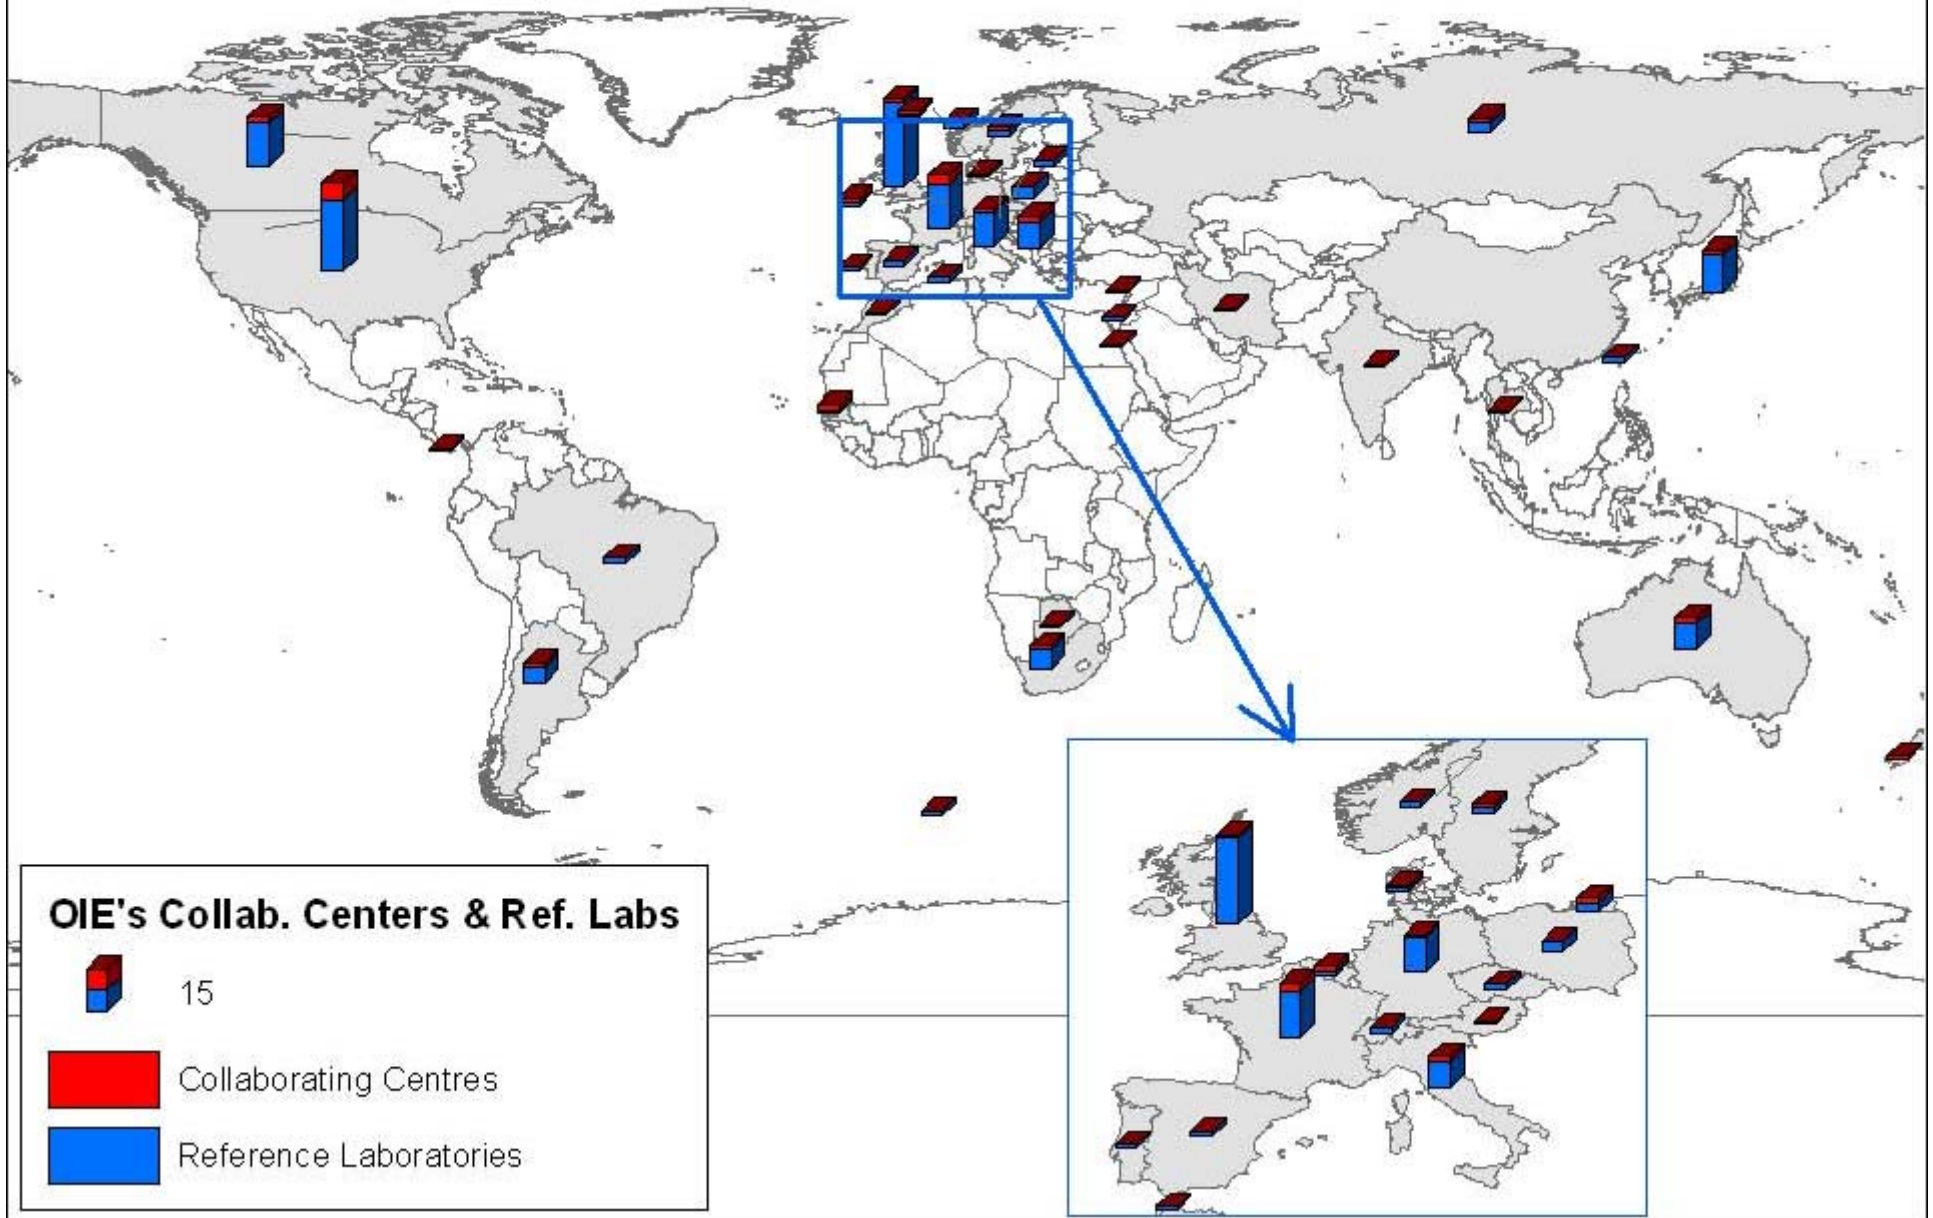 OIE's Collab. Centers & Ref. Labs
15
Collaborating Centres
Reference Laboratories